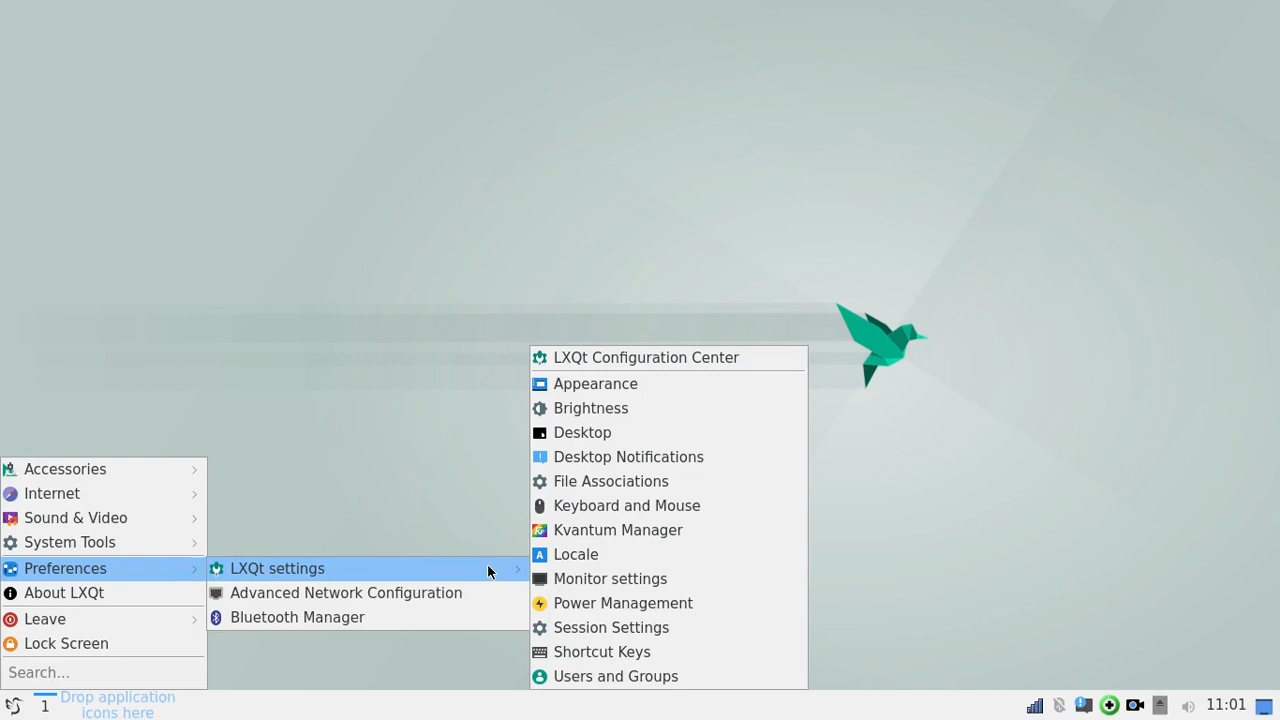 LXQt Configuration Center
Appearance
Brightness
Desktop
Desktop Notifications
File Associations
Keyboard and Mouse
Kvantum Manager
Locale
Monitor settings
Power Management
Session Settings
Shortcut Keys
Users and Groups
Accessories
Internet
Sound & Video
System Tools
Preferences
About LXQt
Leave
Lock Screen
Search...
LXQt settings
Advanced Network Configuration
Bluetooth Manager
1
Drop application
icons here
11:01